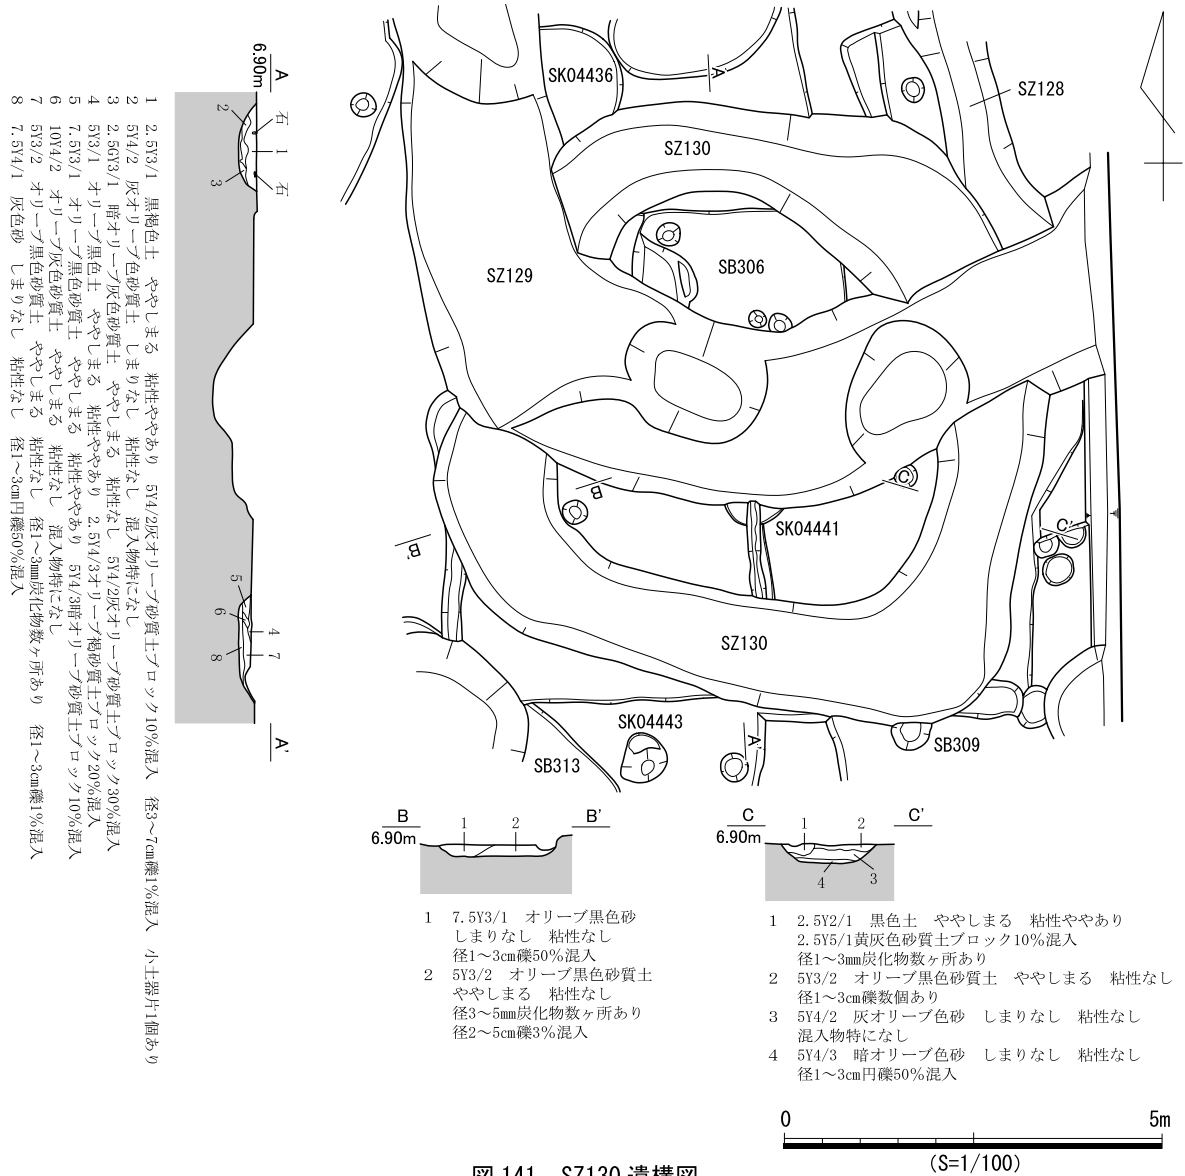 SK04436
A'
SZ128
SZ130
SB306
SZ129
B
C
SK04441
B'
C'
SZ130
SK04443
A'
SB309
SB313
A
6.90m
石
石
1
2
3
5
6
4
7
8
A'
1 2.5Y3/1 黒褐色土 ややしまる 粘性ややあり 5Y4/2灰オリーブ砂質土ブロック10%混入 径3～7cm礫1%混入 小土器片1個あり
2 5Y4/2 灰オリーブ色砂質土 しまりなし 粘性なし 混入物特になし
3 2.5GY3/1 暗オリーブ灰色砂質土 ややしまる 粘性なし 5Y4/2灰オリーブ砂質土ブロック30%混入
4 5Y3/1 オリーブ黒色土 ややしまる 粘性ややあり 2.5Y4/3オリーブ褐砂質土ブロック20%混入
5 7.5Y3/1 オリーブ黒色砂質土 ややしまる 粘性ややあり 5Y4/3暗オリーブ砂質土ブロック10%混入
6 10Y4/2 オリーブ灰色砂質土 ややしまる 粘性なし 混入物特になし
7 5Y3/2 オリーブ黒色砂質土 ややしまる 粘性なし 径1～3mm炭化物数ヶ所あり 径1～3cm礫1%混入
8 7.5Y4/1 灰色砂 しまりなし 粘性なし 径1～3cm円礫50%混入
B B'
6.90m
1 2
1 7.5Y3/1 オリーブ黒色砂
しまりなし 粘性なし
径1～3cm礫50%混入
2 5Y3/2 オリーブ黒色砂質土
ややしまる 粘性なし
径3～5mm炭化物数ヶ所あり
径2～5cm礫3%混入
C C'
6.90m
1 2
4 3
1 2.5Y2/1 黒色土 ややしまる 粘性ややあり
2.5Y5/1黄灰色砂質土ブロック10%混入
径1～3mm炭化物数ヶ所あり
2 5Y3/2 オリーブ黒色砂質土 ややしまる 粘性なし
径1～3cm礫数個あり
3 5Y4/2 灰オリーブ色砂 しまりなし 粘性なし
混入物特になし
4 5Y4/3 暗オリーブ色砂 しまりなし 粘性なし
径1～3cm円礫50%混入
0 5m
(S=1/100)
図 141 SZ130 遺構図